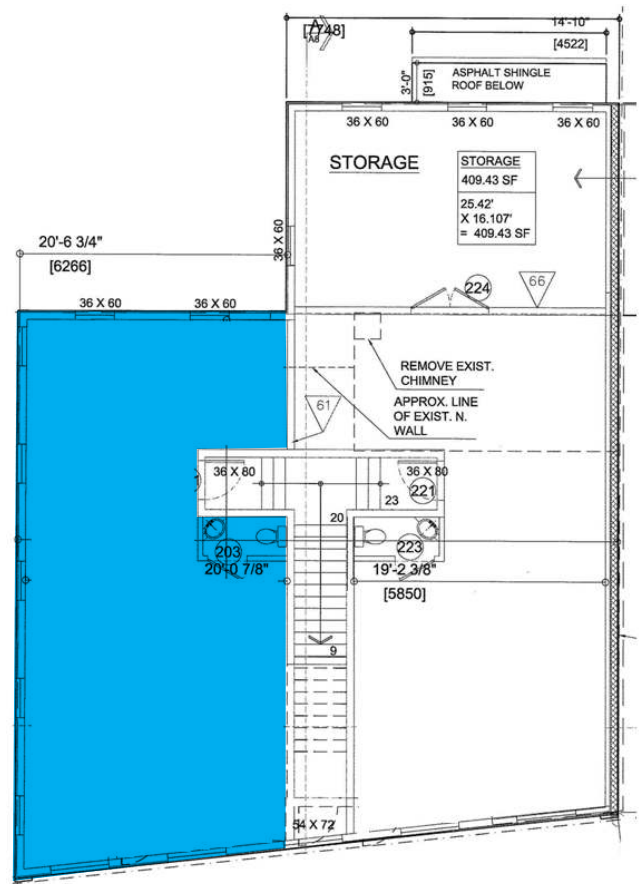 A
[7748]
A6
14'-10"
[4522]
3'-0"
[915]
ASPHALT SHINGLE
ROOF BELOW
36 X 60
36 X 60
36 X 60
STORAGE
STORAGE
409.43 SF
25.42'
X 16.107'
= 409.43 SF
36 X 60
20'-6 3/4"
[6266]
224
66
36 X 60
36 X 60
REMOVE EXIST.
CHIMNEY
APPROX. LINE
OF EXIST. N.
WALL
61
36 X 80
36 X 80
221
23
20
203
223
20'-0 7/8"
19'-2 3/8"
[5850]
9
54 X 72